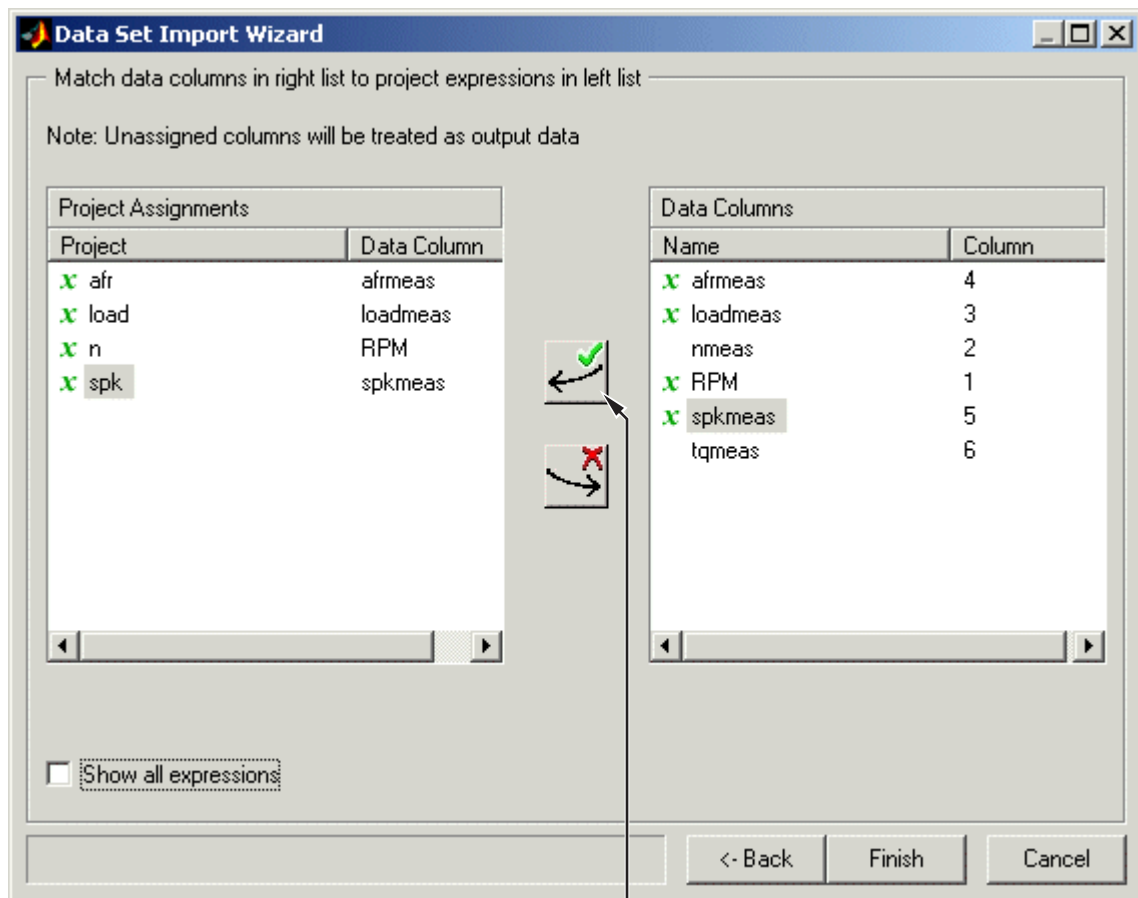 Data Set Import Wizard
Match data columns in right list to project expressions in left list
Note: Unassigned columns will be treated as output data
Project Assignments
Project Data Column
x afr afrmeas
x load loadmeas
x n RPM
x spk spkmeas
Data Columns
Name Column
x afrmeas 4
x loadmeas 3
nmeas 2
x RPM 1
x spkmeas 5
tqmeas 6
Show all expressions
<- Back Finish Cancel